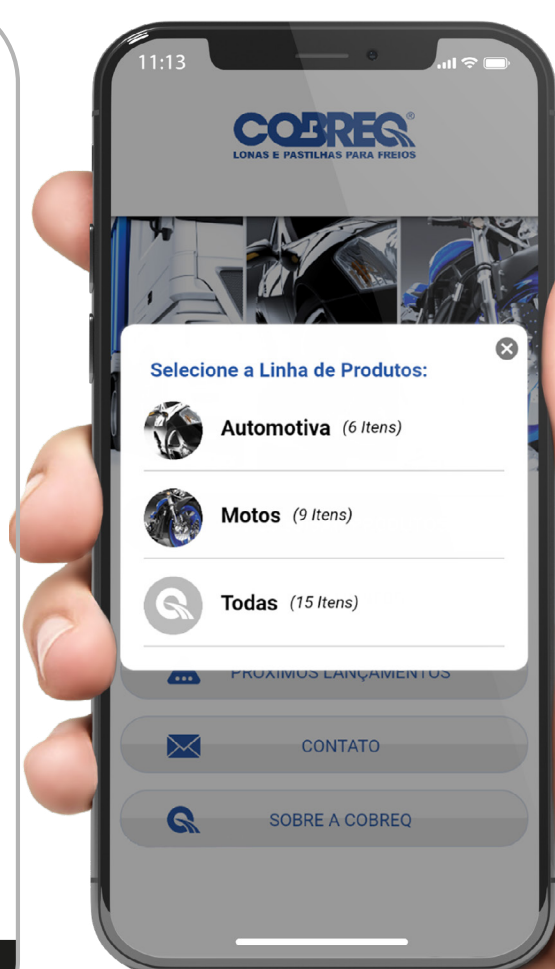 11:13
COBREQ®
LONAS E PASTILHAS PARA FREIOS
Selecione a Linha de Produtos:
Automotiva (6 Itens)
Motos (9 Itens)
Todas (15 Itens)
PRÓXIMOS LANÇAMENTOS
CONTATO
SOBRE A COBREQ